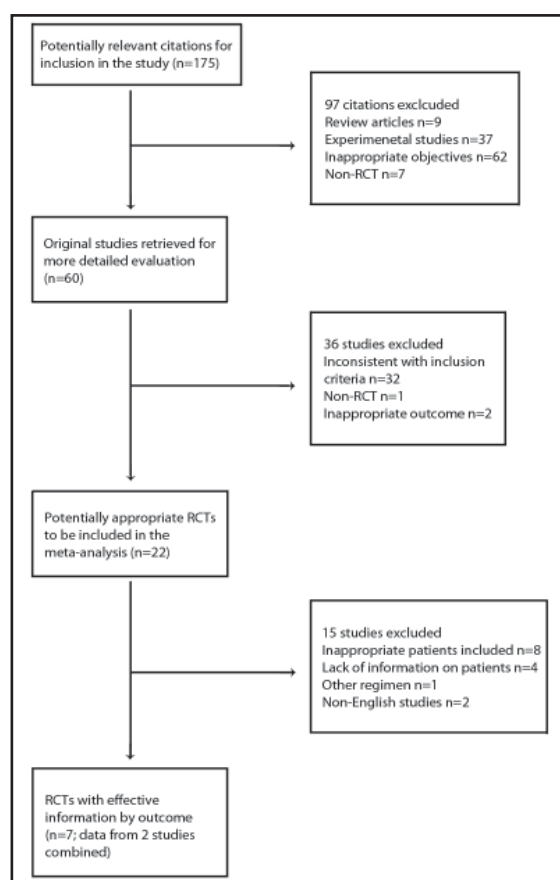 Potentially relevant citations for
inclusion in the study (n=175)
97 citations exclcuded
Review articles n=9
Experimenetal studies n=37
Inappropriate objectives n=62
Non-RCT n=7
Original studies retrieved for
more detailed evaluation
(n=60)
36 studies excluded
Inconsistent with inclusion
criteria n=32
Non-RCT n=1
Inappropriate outcome n=2
Potentially appropriate RCTs
to be included in the
meta-analysis (n=22)
15 studies excluded
Inappropriate patients included n=8
Lack of information on patients n=4
Other regimen n=1
Non-English studies n=2
RCTs with effective
information by outcome
(n=7; data from 2 studies
combined)